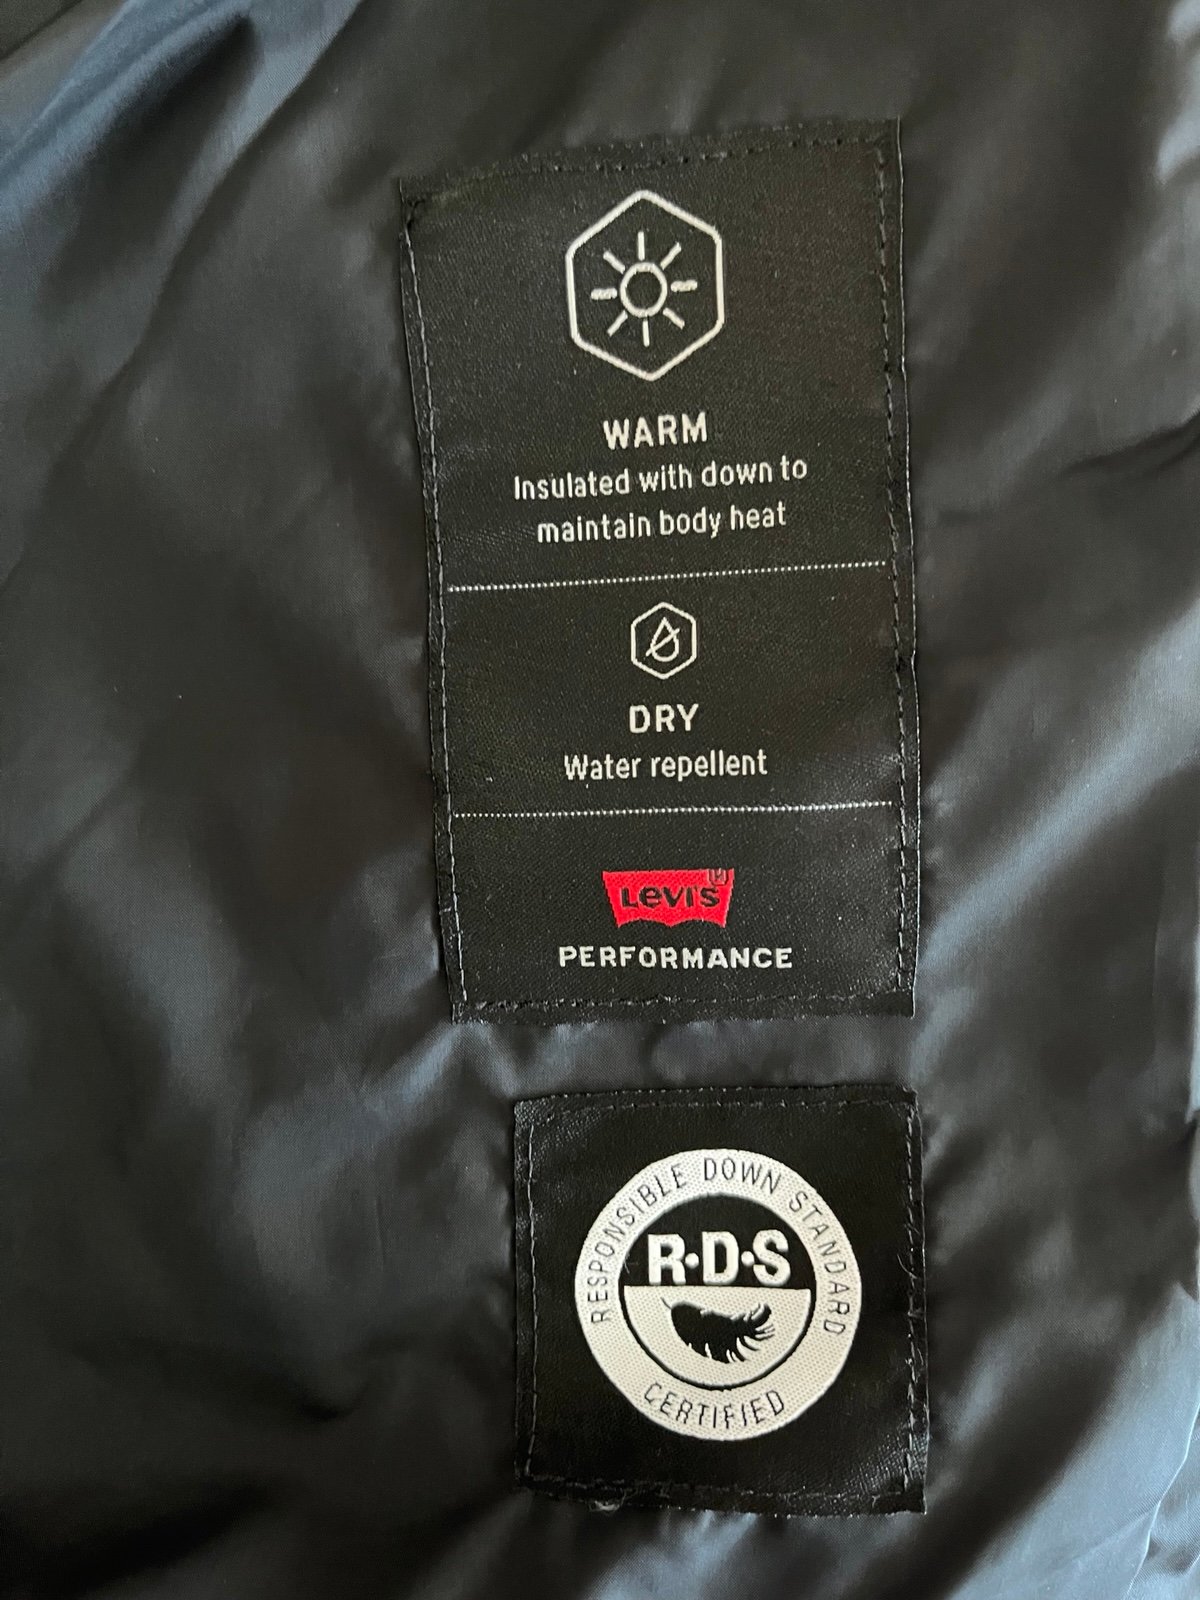 WARM
Insulated with down to
maintain body heat
DRY
Water repellent
Levi's®
PERFORMANCE
RESPONSIBLE DOWN STANDARD
R·D·S
CERTIFIED